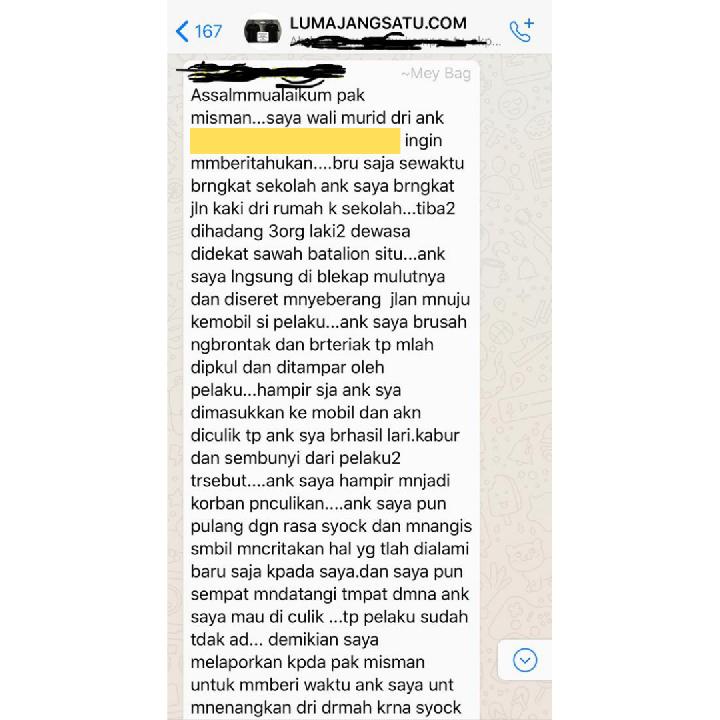 167
LUMAJANGSATU.COM
~Mey Bag
Assalmmualaikum pak
misman...saya wali murid dri ank
ingin
mmberitahukan....bru saja sewaktu
brngkat sekolah ank saya brngkat
jln kaki dri rumah k sekolah...tiba2
dihadang 3org laki2 dewasa
didekat sawah batalion situ...ank
saya lngsung di blekap mulutnya
dan diseret mnyeberang jlan mnuju
kemobil si pelaku...ank saya brusah
ngbrontak dan brteriak tp mlah
dipkul dan ditampar oleh
pelaku...hampir sja ank sya
dimasukkan ke mobil dan akn
diculik tp ank sya brhasil lari.kabur
dan sembunyi dari pelaku2
trsebut....ank saya hampir mnjadi
korban pnculikan....ank saya pun
pulang dgn rasa syock dan mnangis
smbil mncritakan hal yg tlah dialami
baru saja kpada saya.dan saya pun
sempat mndatangi tmpat dmna ank
saya mau di culik ...tp pelaku sudah
tdak ad... demikian saya
melaporkan kpda pak misman
untuk mmberi waktu ank saya unt
mnenangkan dri drmah krna syock